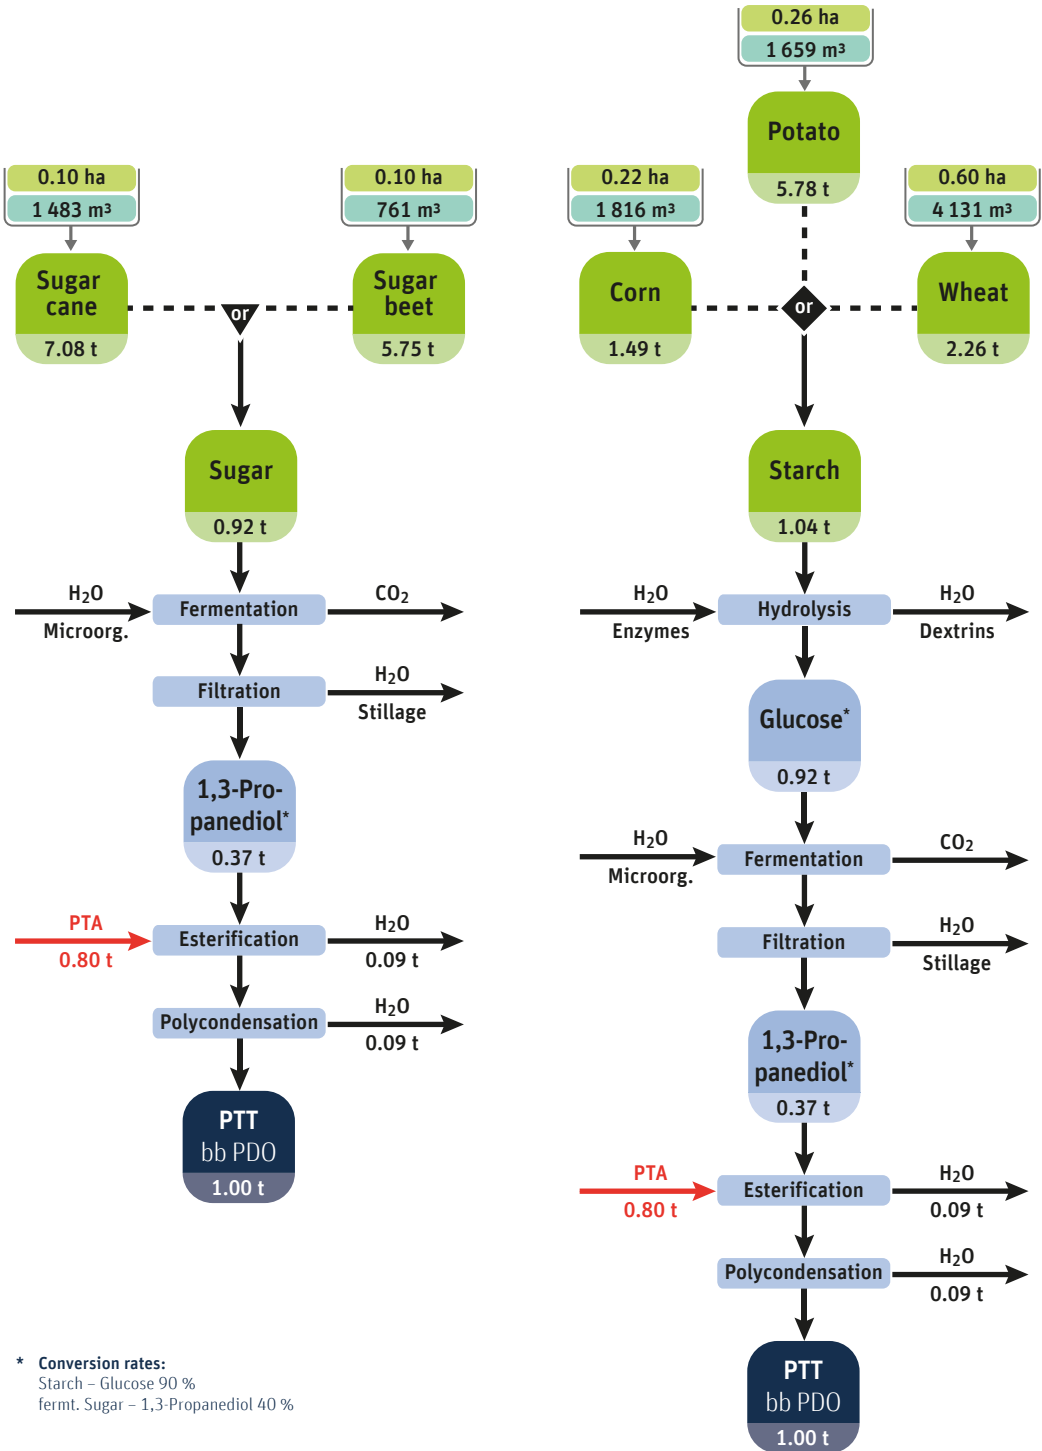 0.26 ha
1 659 m³
Potato
5.78 t
0.10 ha
1 483 m³
Sugar
cane
7.08 t
or
0.10 ha
761 m³
Sugar
beet
5.75 t
0.22 ha
1 816 m³
Corn
1.49 t
or
0.60 ha
4 131 m³
Wheat
2.26 t
Sugar
0.92 t
H₂O
Microorg.
Fermentation
CO₂
Filtration
H₂O
Stillage
1,3-Pro-
panediol*
0.37 t
PTA
0.80 t
Esterification
H₂O
0.09 t
Polycondensation
H₂O
0.09 t
PTT
bb PDO
1.00 t
Starch
1.04 t
H₂O
Enzymes
Hydrolysis
H₂O
Dextrins
Glucose*
0.92 t
H₂O
Microorg.
Fermentation
CO₂
Filtration
H₂O
Stillage
1,3-Pro-
panediol*
0.37 t
PTA
0.80 t
Esterification
H₂O
0.09 t
Polycondensation
H₂O
0.09 t
PTT
bb PDO
1.00 t
* Conversion rates:
Starch – Glucose 90 %
fermt. Sugar – 1,3-Propanediol 40 %